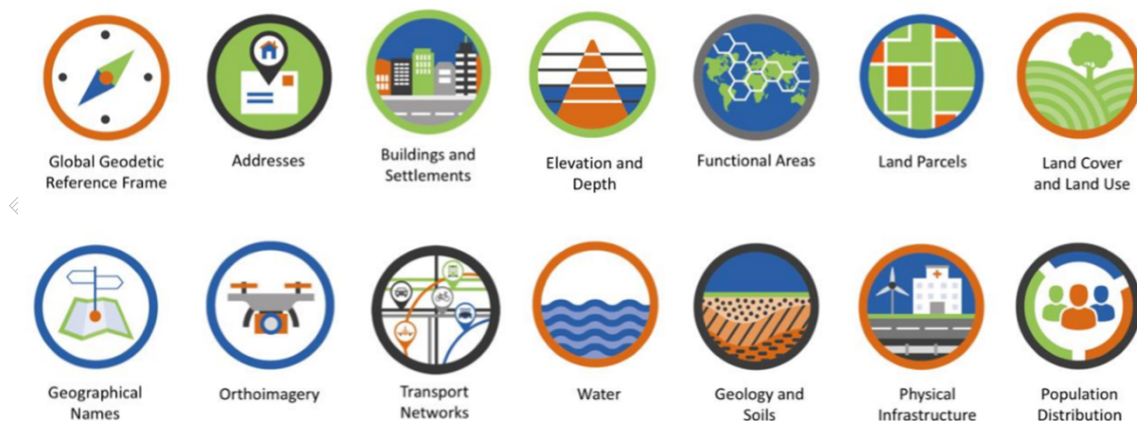 Global Geodetic
Reference Frame
Addresses
Buildings and
Settlements
Elevation and
Depth
Functional Areas
Land Parcels
Land Cover
and Land Use
Geographical
Names
Orthoimagery
Transport
Networks
Water
Geology and
Soils
Physical
Infrastructure
Population
Distribution